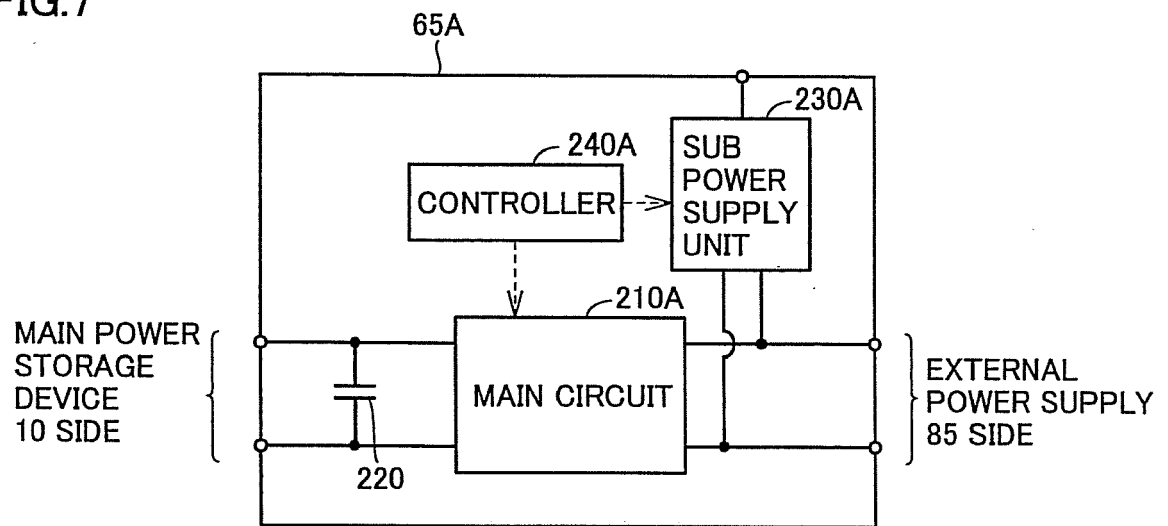 FIG.7
65A
230A
SUB
POWER
SUPPLY
UNIT
240A
CONTROLLER
210A
MAIN CIRCUIT
MAIN POWER
STORAGE
DEVICE
10 SIDE
220
EXTERNAL
POWER SUPPLY
85 SIDE